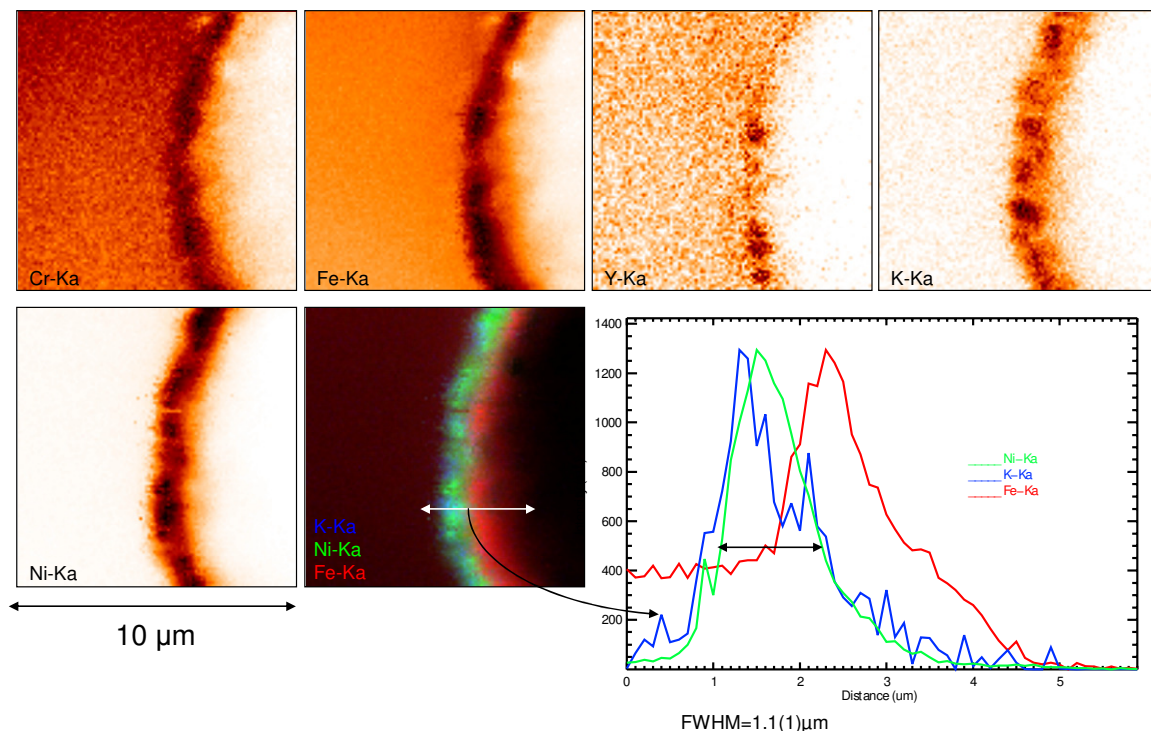 Cr-Ka
Fe-Ka
Y-Ka
K-Ka
Ni-Ka
K-Ka
Ni-Ka
Fe-Ka
10 µm
1400
1200
1000
800
600
400
200
Ni-Ka
K-Ka
Fe-Ka
0 1 2 3 4 5
Distance (um)
FWHM=1.1(1)µm